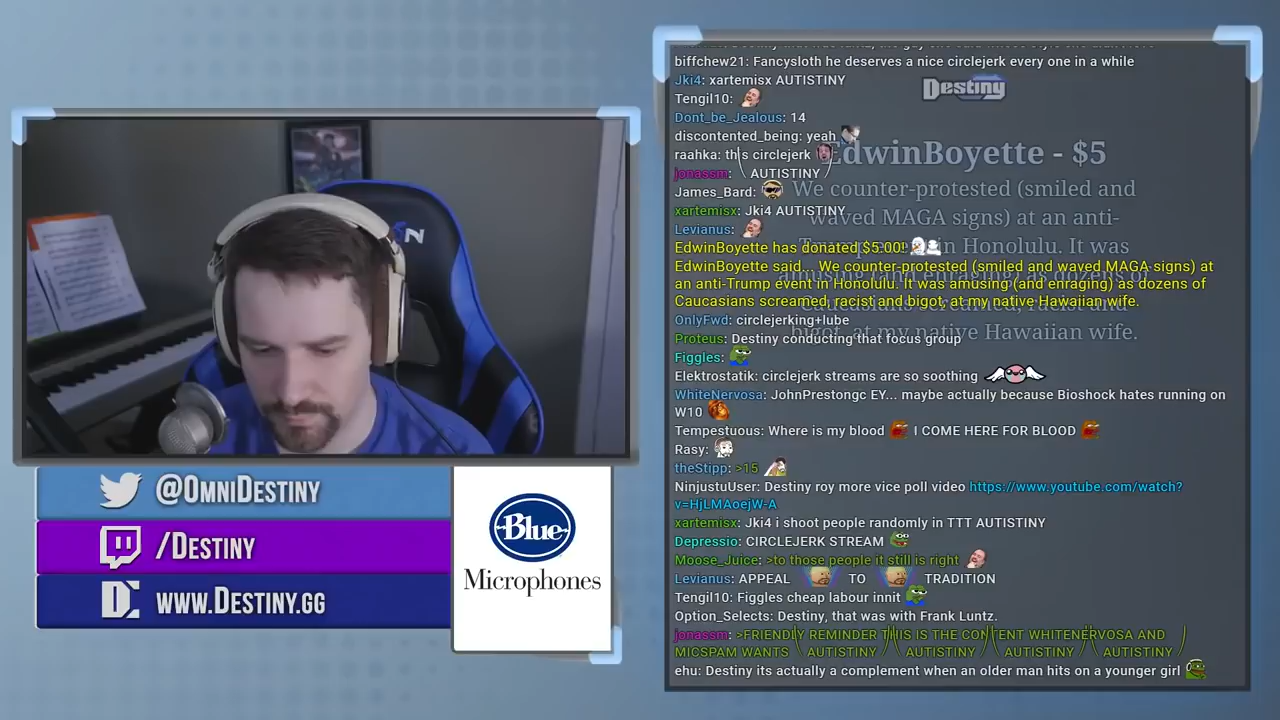 biffchew21: Fancysloth he deserves a nice circlejerk every one in a while
Jki4: xartemisx AUTISTINY
Destiny
Tengil10:
Dont_be_Jealous: 14
discontented_being: yeah
EdwinBoyette - $5
raahka: this circlejerk
jonassm: \ AUTISTINY /
We counter-protested (smiled and
James_Bard:
xartemisx: Jki4 AUTISTINY
waved MAGA signs) at an anti-
Levianus:
EdwinBoyette has donated $5.00!
in Honolulu. It was
EdwinBoyette said... We counter-protested (smiled and waved MAGA signs) at
an anti-Trump event in Honolulu. It was amusing (and enraging) as dozens of
Caucasians screamed, racist and bigot, at my native Hawaiian wife.
OnlyFwd: circlejerking+lube
bigot, at my native Hawaiian wife.
Proteus: Destiny conducting that focus group
Figgles:
Elektrostatik: circlejerk streams are so soothing
WhiteNervosa: JohnPrestongc EY... maybe actually because Bioshock hates running on
W10
Tempestuous: Where is my blood I COME HERE FOR BLOOD
Rasy:
theStipp: >15
NinjustuUser: Destiny roy more vice poll video https://www.youtube.com/watch?
v=HjLMAoejW-A
xartemisx: Jki4 i shoot people randomly in TTT AUTISTINY
Depressio: CIRCLEJERK STREAM
Moose_Juice: >to those people it still is right
Levianus: APPEAL TO TRADITION
Tengil10: Figgles cheap labour innit
Option_Selects: Destiny, that was with Frank Luntz.
jonassm: >FRIENDLY REMINDER THIS IS THE CONTENT WHITENERVOSA AND
MICSPAM WANTS \ AUTISTINY / \ AUTISTINY / \ AUTISTINY / \ AUTISTINY /
ehu: Destiny its actually a complement when an older man hits on a younger girl
N
@OmniDestiny
/Destiny
www.Destiny.gg
Blue
Microphones